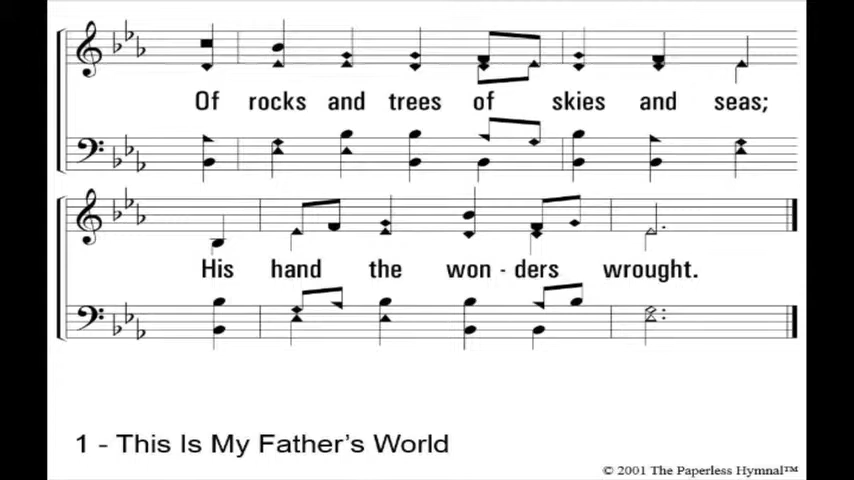 Of rocks and trees of skies and seas;
His hand the won - ders wrought.
1 - This Is My Father's World
© 2001 The Paperless Hymnal™